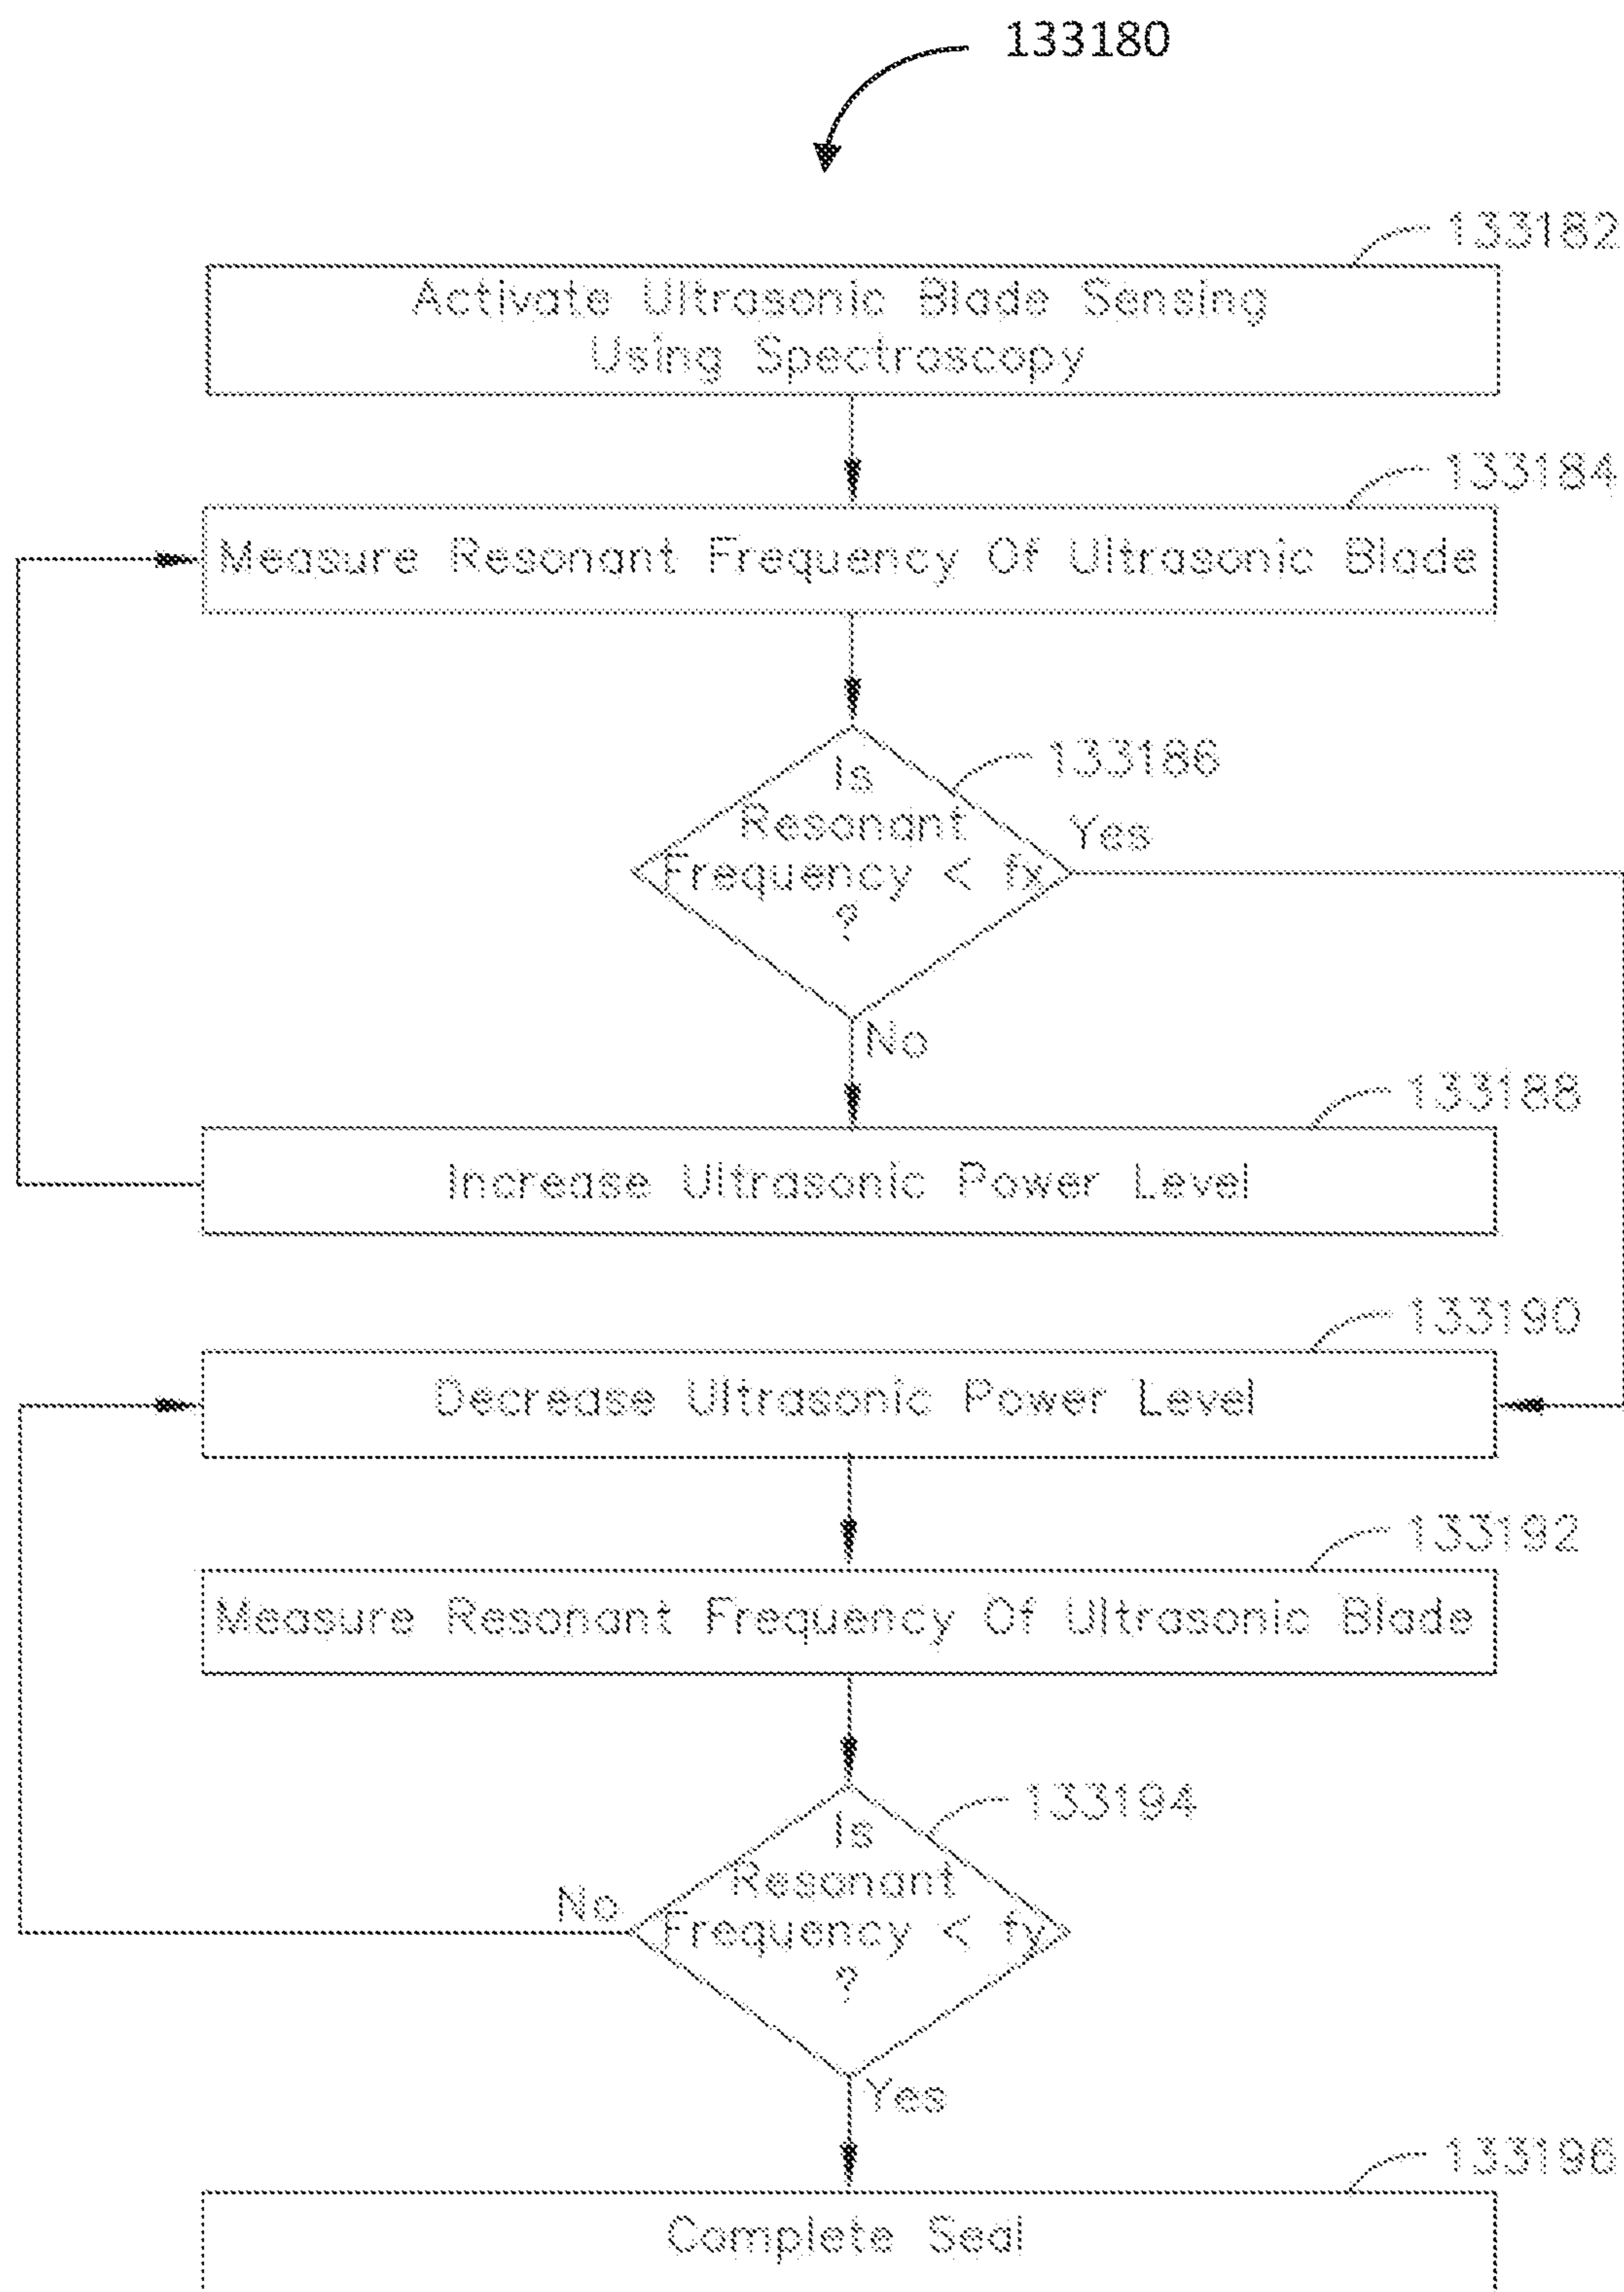 133180
133182
Activate Ultrasonic Blade Sensing
Using Spectroscopy
133184
Measure Resonant Frequency Of Ultrasonic Blade
133186
Is
Resonant
Frequency < fx
?
Yes
No
133188
Increase Ultrasonic Power Level
133190
Decrease Ultrasonic Power Level
133192
Measure Resonant Frequency Of Ultrasonic Blade
133194
Is
Resonant
Frequency < fy
?
No
Yes
133196
Complete Seal